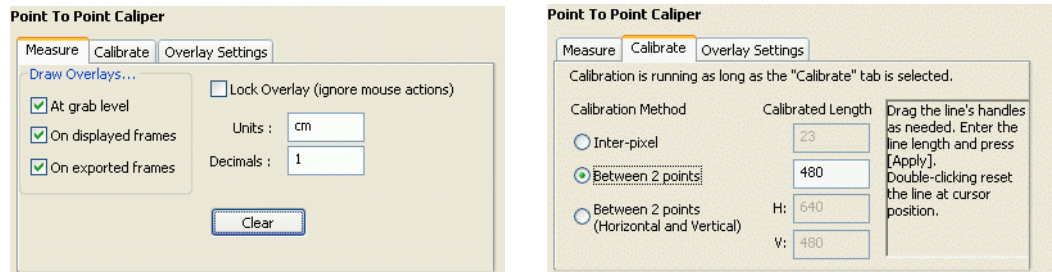 Point To Point Caliper
Measure Calibrate Overlay Settings
Draw Overlays...
At grab level
On displayed frames
On exported frames
Lock Overlay (ignore mouse actions)
Units : cm
Decimals : 1
Clear
Point To Point Caliper
Measure Calibrate Overlay Settings
Calibration is running as long as the "Calibrate" tab is selected.
Calibration Method
Calibrated Length
Inter-pixel
23
Between 2 points
480
Between 2 points
(Horizontal and Vertical)
H: 640
V: 480
Drag the line's handles
as needed. Enter the
line length and press
[Apply].
Double-clicking reset
the line at cursor
position.